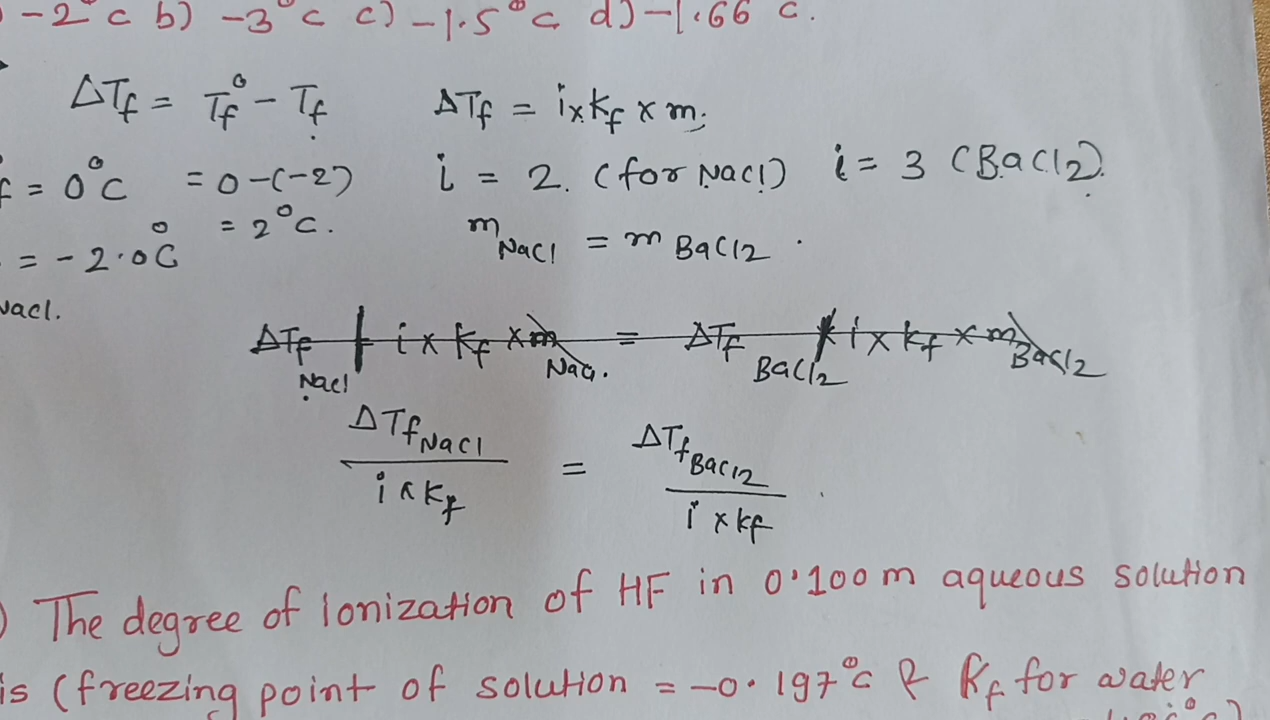 -2°C b) -3°C c) -1.5°C d) -1.66 C.
ΔTf = Tf° - Tf ΔTf = i x Kf x m.
f = 0°C = 0-(-2) i = 2. (for NaCl) i = 3 (BaCl2).
= 2°C. m NaCl = m BaCl2 .
= -2.0°C
Nacl.
ΔTf NaCl i x Kf x m NaCl. = ΔTf BaCl2 i x Kf x m BaCl2
ΔTf NaCl / i x Kf = ΔTf BaCl2 / i x Kf .
) The degree of Ionization of HF in 0.100m aqueous solution
is (freezing point of solution = -0.197°C & Kf for water